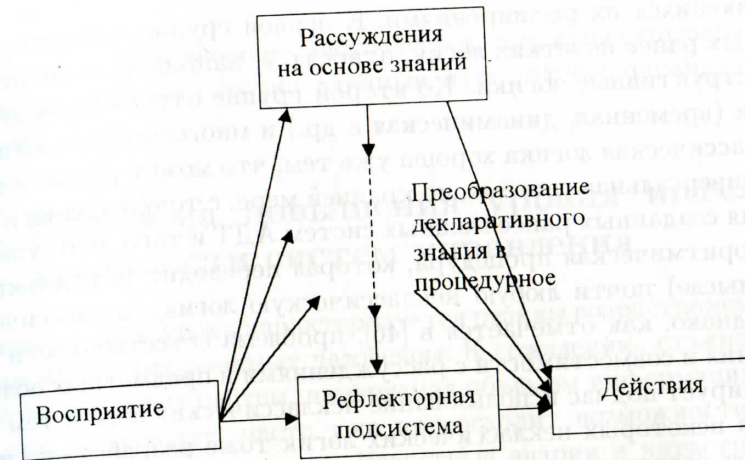 Рассуждения
на основе знаний
Преобразование
декларативного
знания в
процедурное
Восприятие
Рефлекторная
подсистема
Действия